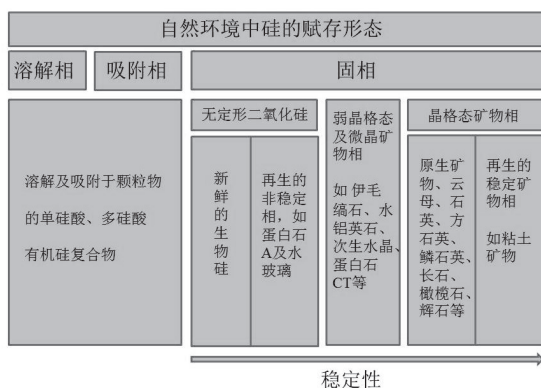 自然环境中硅的赋存形态
溶解相
吸附相
固相
溶解及吸附于颗粒物
的单硅酸、多硅酸
有机硅复合物
无定形二氧化硅
新
鲜
的
生
物
硅
再生的
非稳定
相，如
蛋白石
A及水
玻璃
弱晶格态
及微晶矿
物相
如 伊毛
缟石、水
铝英石、
次生水晶、
蛋白石
CT等
晶格态矿物相
原生矿
物、云
母、石
英、方
石英、
鳞石英、
长石、
橄榄石、
辉石等
再生的
稳定矿
物相
如粘土
矿物
稳定性